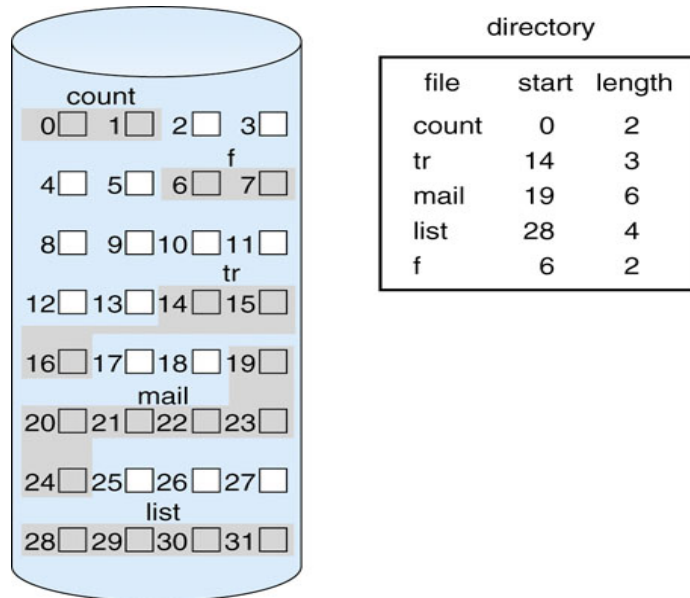 count
0 1 2 3
f
4 5 6 7
8 9 10 11
tr
12 13 14 15
16 17 18 19
mail
20 21 22 23
24 25 26 27
list
28 29 30 31
directory
file start length
count 0 2
tr 14 3
mail 19 6
list 28 4
f 6 2